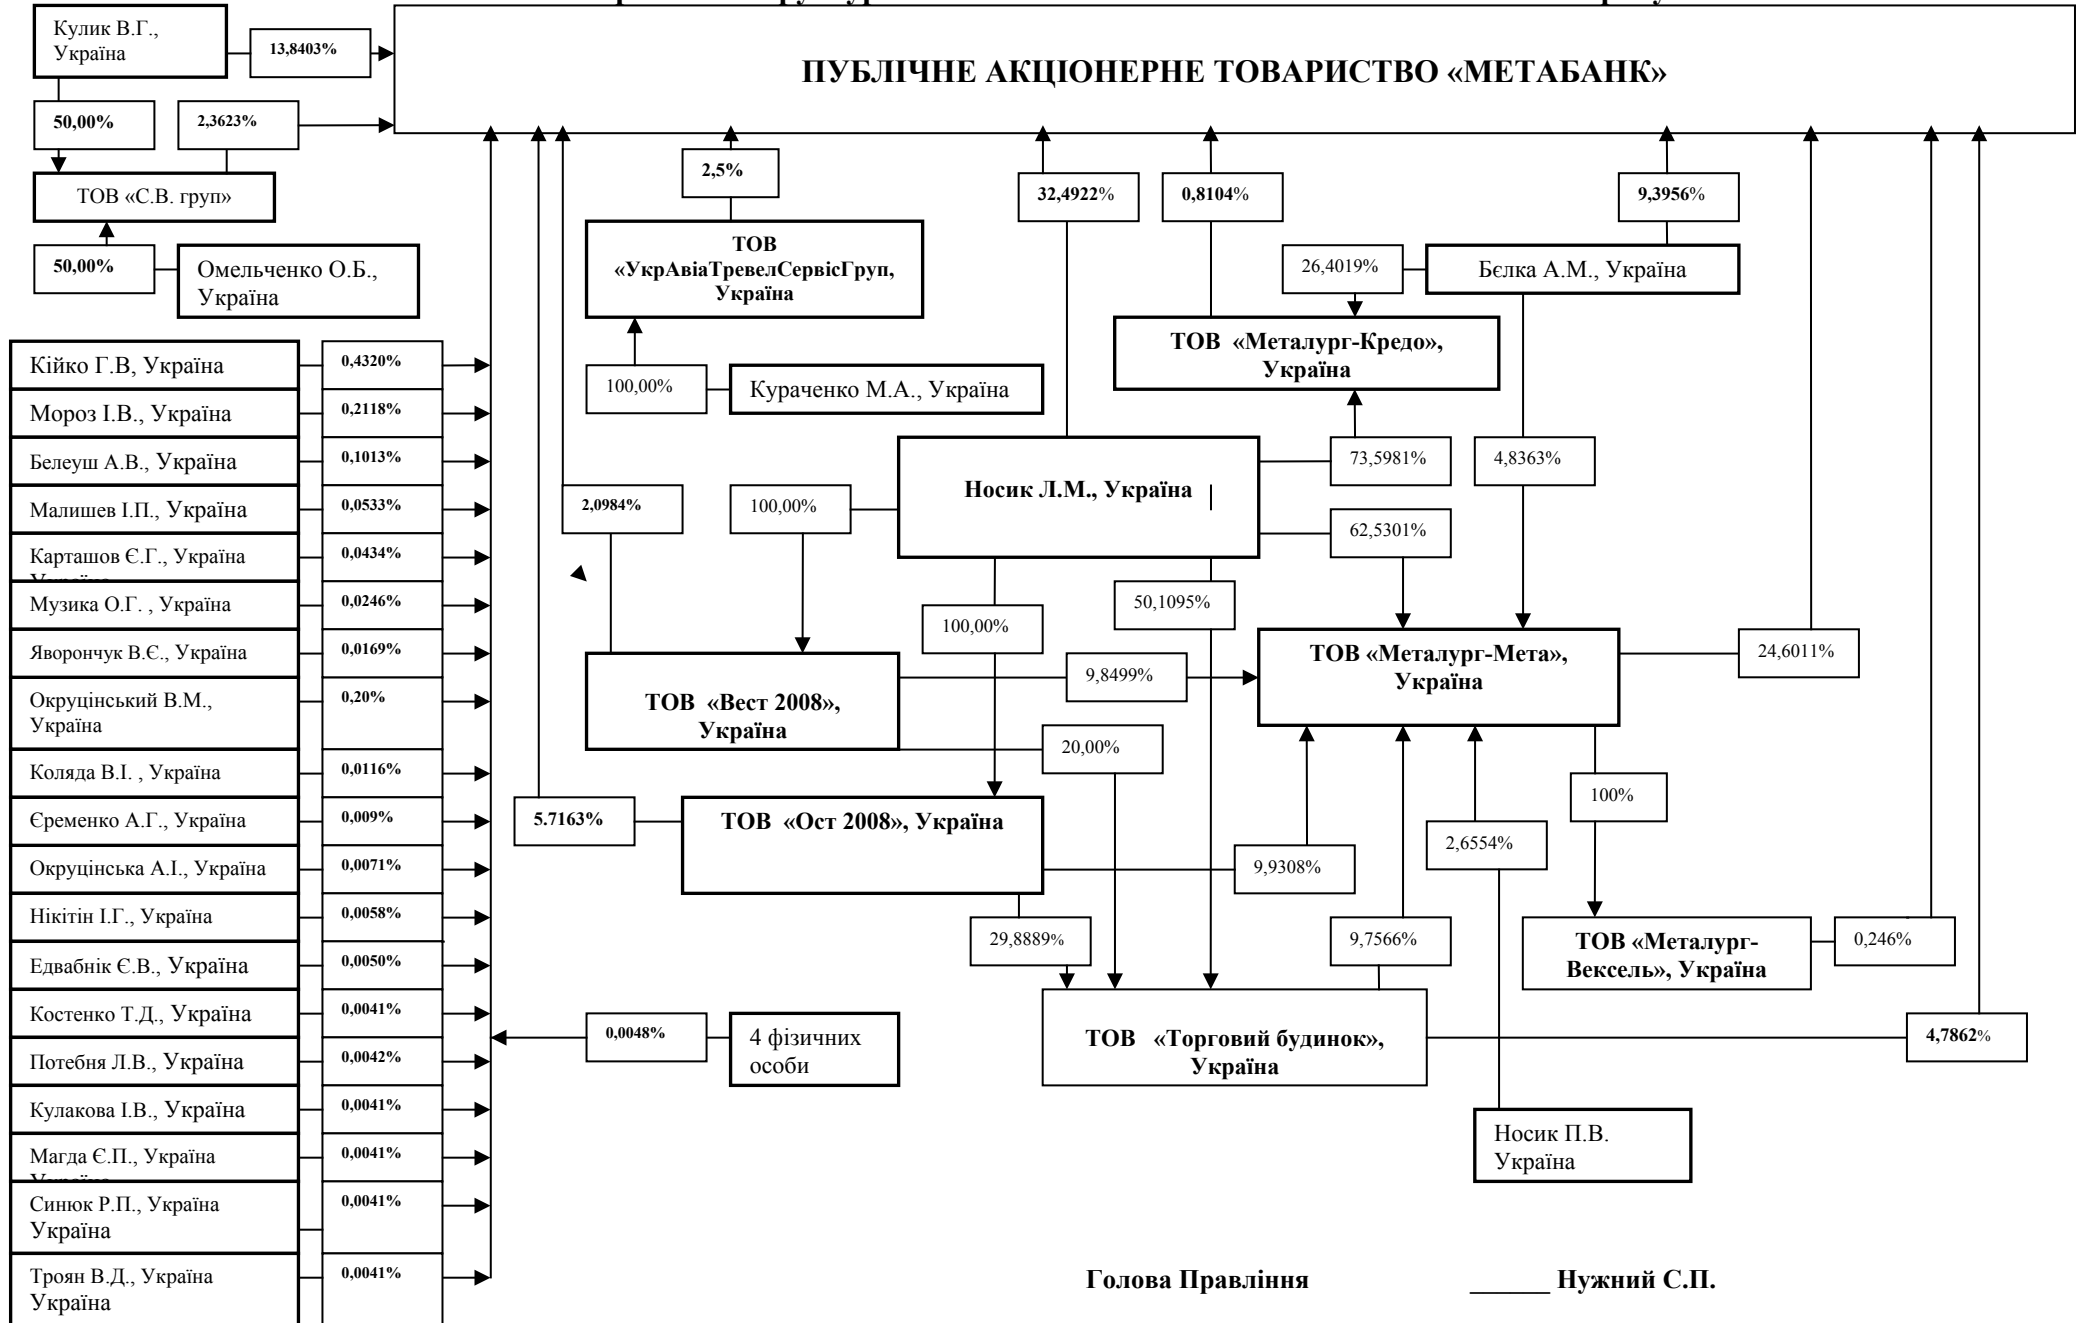 Кулик В.Г.,
Україна
13,8403%
ПУБЛІЧНЕ АКЦІОНЕРНЕ ТОВАРИСТВО «МЕТАБАНК»
50,00%
2,3623%
ТОВ «С.В. груп»
50,00%
Омельченко О.Б.,
Україна
2,5%
32,4922%
0,8104%
9,3956%
ТОВ
«УкрАвіаТревелСервісГруп,
Україна
26,4019%
Бєлка А.М., Україна
ТОВ «Металург-Кредо»,
Україна
100,00%
Кураченко М.А., Україна
Кійко Г.В, Україна
0,4320%
Мороз І.В., Україна
0,2118%
Белеуш А.В., Україна
0,1013%
Малишев І.П., Україна
0,0533%
Карташов Є.Г., Україна
0,0434%
Музика О.Г. , Україна
0,0246%
Яворончук В.Є., Україна
0,0169%
Окруцінський В.М.,
Україна
0,20%
Коляда В.І. , Україна
0,0116%
Єременко А.Г., Україна
0,009%
Окруцінська А.І., Україна
0,0071%
Нікітін І.Г., Україна
0,0058%
Едвабнік Є.В., Україна
0,0050%
Костенко Т.Д., Україна
0,0041%
Потебня Л.В., Україна
0,0042%
Кулакова І.В., Україна
0,0041%
Магда Є.П., Україна
0,0041%
Синюк Р.П., Україна
Україна
0,0041%
Троян В.Д., Україна
Україна
0,0041%
Носик Л.М., Україна
73,5981%
4,8363%
2,0984%
100,00%
62,5301%
100,00%
50,1095%
ТОВ «Вест 2008»,
Україна
9,8499%
ТОВ «Металург-Мета»,
Україна
24,6011%
20,00%
100%
5.7163%
ТОВ «Ост 2008», Україна
2,6554%
9,9308%
29,8889%
9,7566%
ТОВ «Металург-
Вексель», Україна
0,246%
0,0048%
4 фізичних
особи
ТОВ «Торговий будинок»,
Україна
4,7862%
Носик П.В.
Україна
Голова Правління ______ Нужний С.П.